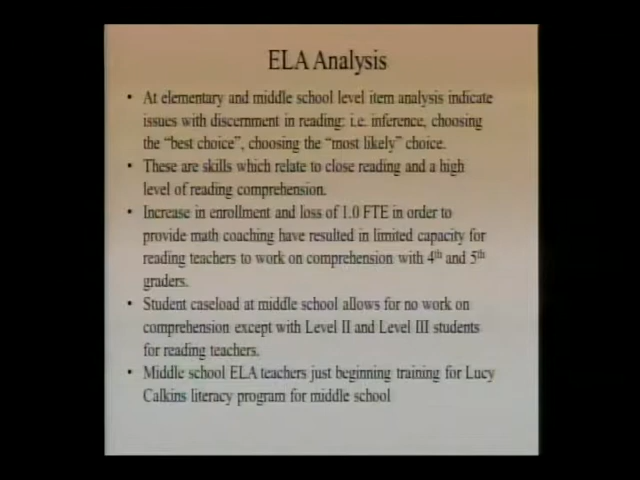 ELA Analysis
• At elementary and middle school level item analysis indicate
issues with discernment in reading: i.e. inference, choosing
the “best choice”, choosing the “most likely” choice.
• These are skills which relate to close reading and a high
level of reading comprehension.
• Increase in enrollment and loss of 1.0 FTE in order to
provide math coaching have resulted in limited capacity for
reading teachers to work on comprehension with 4th and 5th
graders.
• Student caseload at middle school allows for no work on
comprehension except with Level II and Level III students
for reading teachers.
• Middle school ELA teachers just beginning training for Lucy
Calkins literacy program for middle school